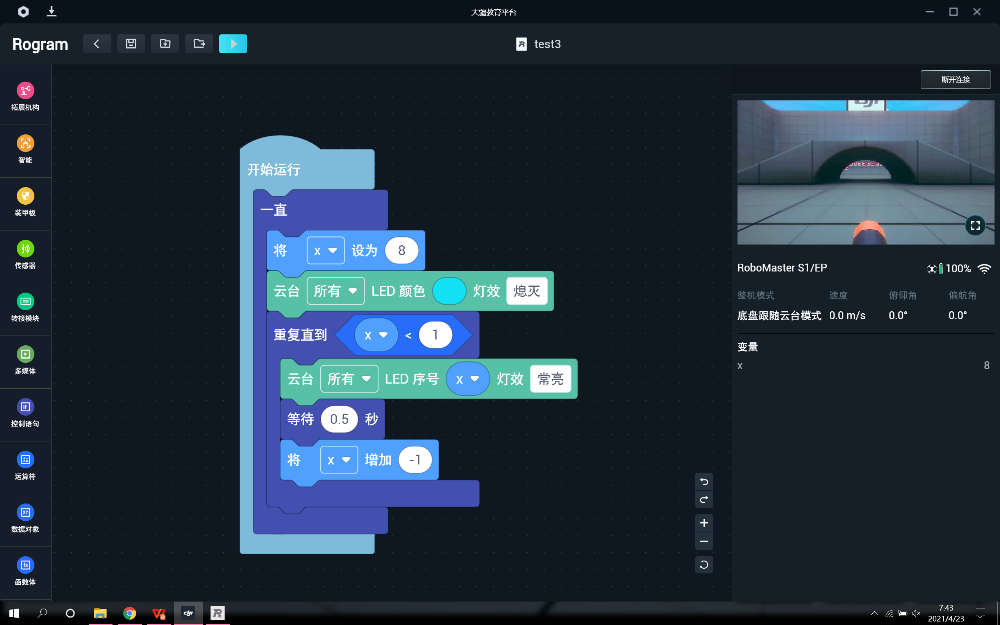 大疆教育平台
Rogram
test3
断开连接
拓展机构
智能
装甲板
传感器
转接模块
多媒体
控制语句
运算符
数据对象
函数体
开始运行
一直
将 x 设为 8
云台 所有 LED 颜色 灯效 熄灭
重复直到 x < 1
云台 所有 LED 序号 x 灯效 常亮
等待 0.5 秒
将 x 增加 -1
dji
RoboMaster S1/EP 100%
整机模式 速度 俯仰角 偏航角
底盘跟随云台模式 0.0 m/s 0.0° 0.0°
变量
x 8
IF
XY
fx
dji
7:43
2021/4/23